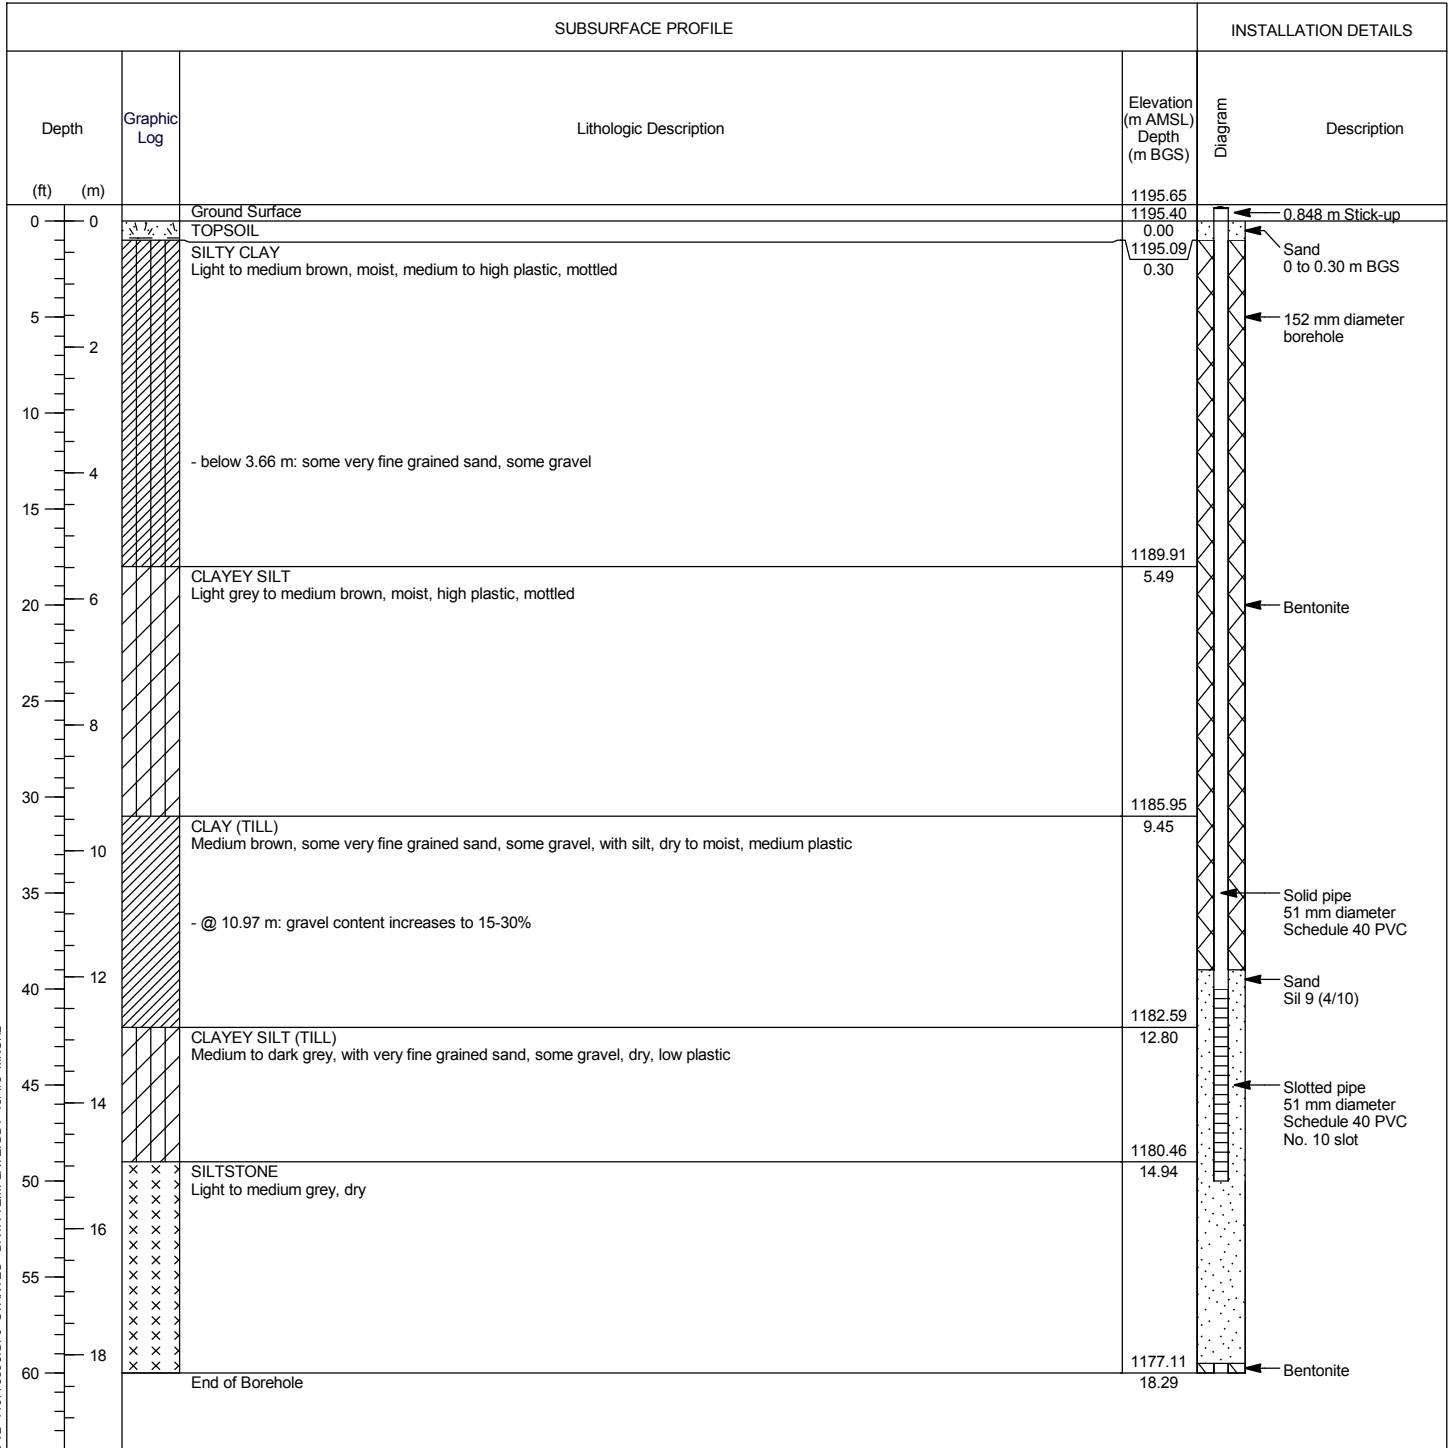 SUBSURFACE PROFILE
INSTALLATION DETAILS
Depth
Graphic
Log
Lithologic Description
Elevation
(m AMSL)
Depth
(m BGS)
Diagram
Description
(ft) (m)
1195.65
Ground Surface
1195.40
0.848 m Stick-up
0 0
TOPSOIL
0.00
SILTY CLAY
1195.09
Sand
Light to medium brown, moist, medium to high plastic, mottled
0.30
0 to 0.30 m BGS
5
152 mm diameter
borehole
2
10
- below 3.66 m: some very fine grained sand, some gravel
4
15
1189.91
CLAYEY SILT
5.49
Light grey to medium brown, moist, high plastic, mottled
20
6
Bentonite
25
8
30
1185.95
CLAY (TILL)
9.45
Medium brown, some very fine grained sand, some gravel, with silt, dry to moist, medium plastic
10
35
Solid pipe
51 mm diameter
Schedule 40 PVC
- @ 10.97 m: gravel content increases to 15-30%
12
40
Sand
Sil 9 (4/10)
1182.59
CLAYEY SILT (TILL)
12.80
Medium to dark grey, with very fine grained sand, some gravel, dry, low plastic
45
14
Slotted pipe
51 mm diameter
Schedule 40 PVC
No. 10 slot
1180.46
SILTSTONE
14.94
Light to medium grey, dry
50
16
55
18
1177.11
60
Bentonite
End of Borehole
18.29